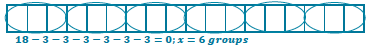 18 – 3 – 3 – 3 – 3 – 3 – 3 = 0; x = 6 groups